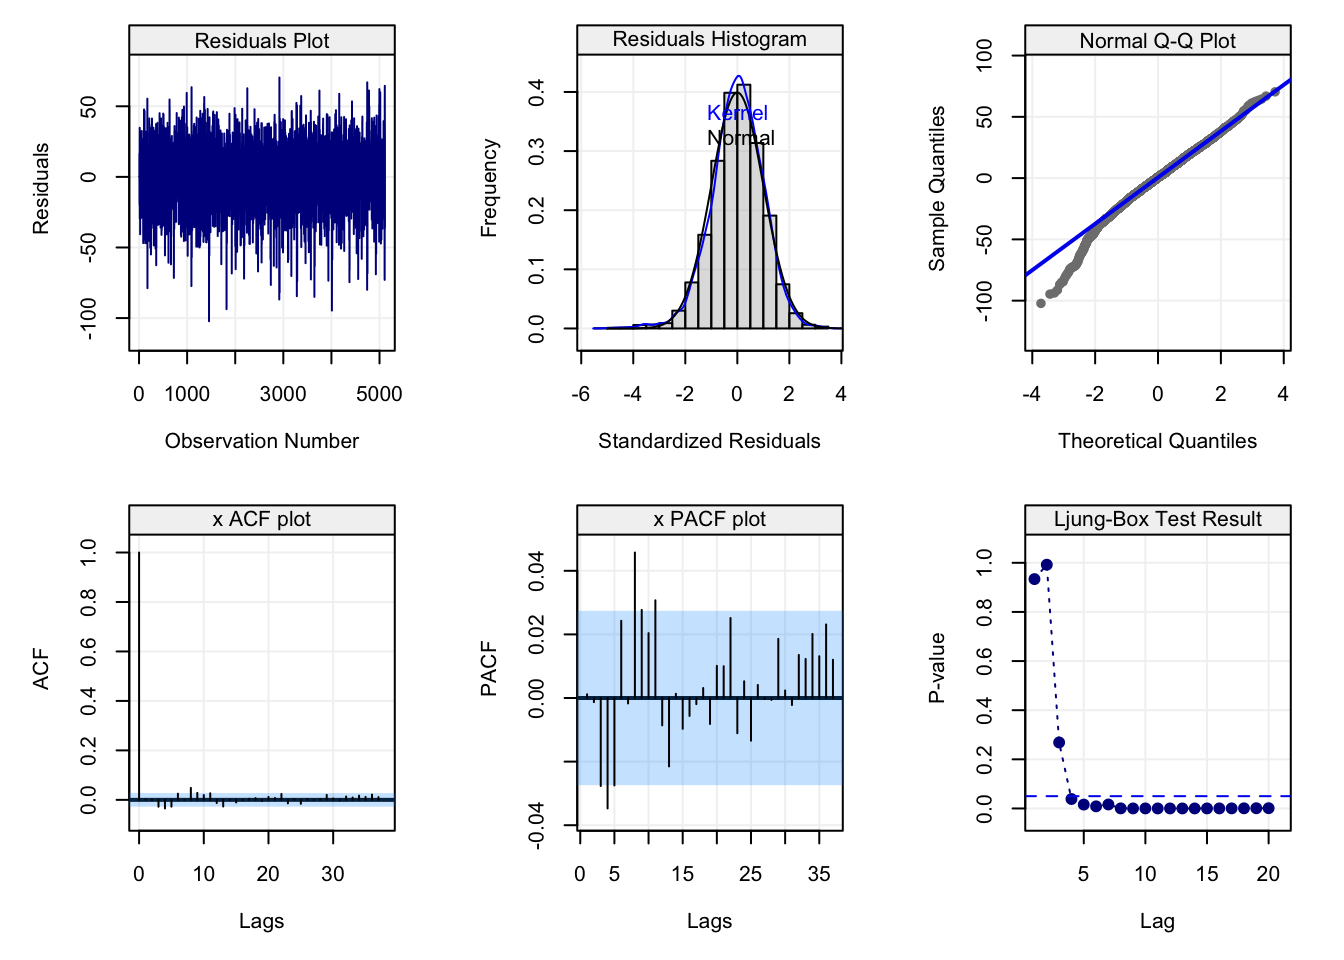 Residuals Plot
Residuals
50
0
-50
-100
0 1000 3000 5000
Observation Number
Residuals Histogram
Frequency
0.4
0.3
0.2
0.1
0.0
Kernel
Normal
-6 -4 -2 0 2 4
Standardized Residuals
Normal Q-Q Plot
Sample Quantiles
100
50
0
-50
-100
-4 -2 0 2 4
Theoretical Quantiles
x ACF plot
ACF
1.0
0.8
0.6
0.4
0.2
0.0
0 10 20 30
Lags
x PACF plot
PACF
0.04
0.02
0.00
-0.04
0 5 15 25 35
Lags
Ljung-Box Test Result
P-value
1.0
0.8
0.6
0.4
0.2
0.0
5 10 15 20
Lag